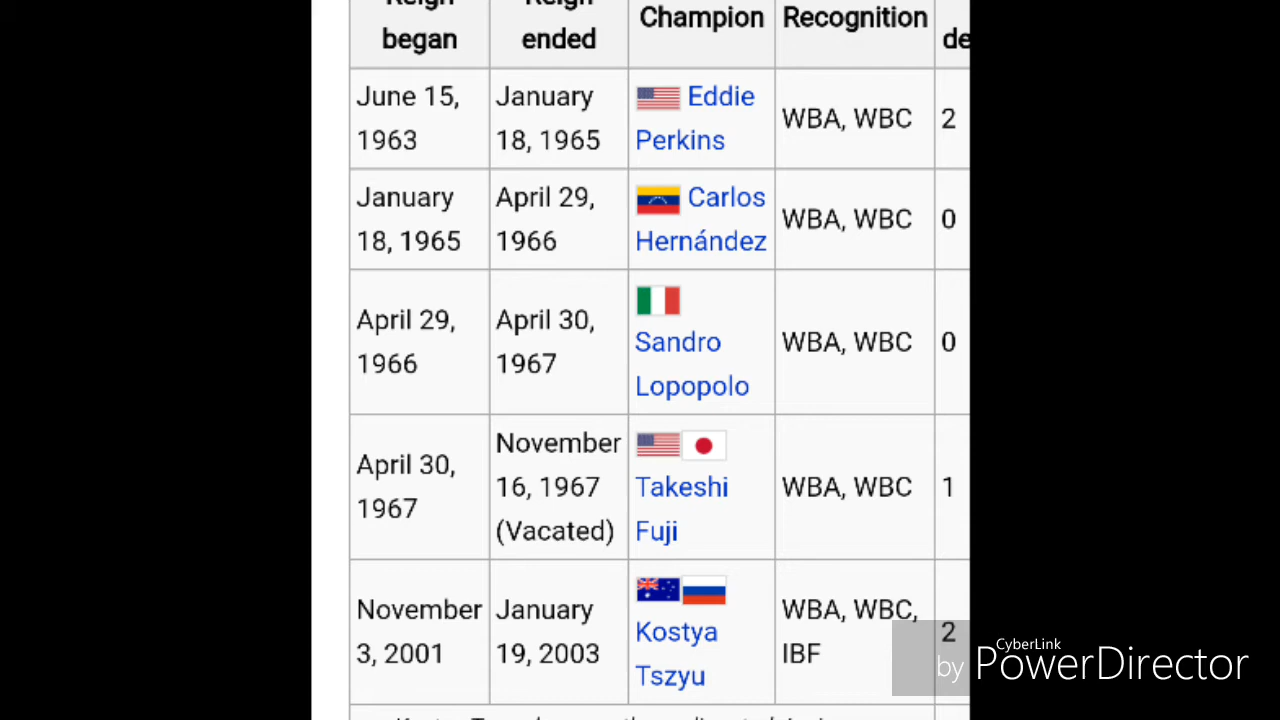 Reign Reign
began ended Champion Recognition de
June 15, January Eddie
1963 18, 1965 Perkins WBA, WBC 2
January April 29, Carlos
18, 1965 1966 Hernández WBA, WBC 0
April 29, April 30, Sandro
1966 1967 Lopopolo WBA, WBC 0
April 30, November Takeshi
1967 16, 1967 Fuji WBA, WBC 1
(Vacated)
November January Kostya WBA, WBC,
3, 2001 19, 2003 Tszyu IBF 2
CyberLink
by PowerDirector